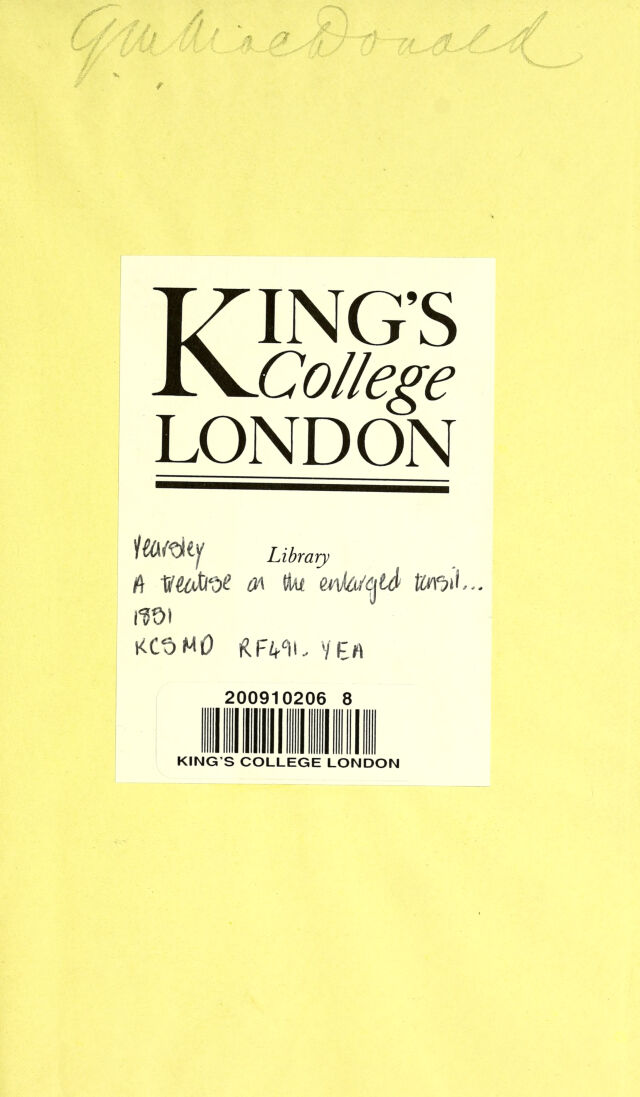 G.W. MacDonald
KING'S
College
LONDON
Library
Yearsley
A treatise on the enlarged tonsil...
1851
KCSMD RF491. YEA
200910206 8
KING'S COLLEGE LONDON